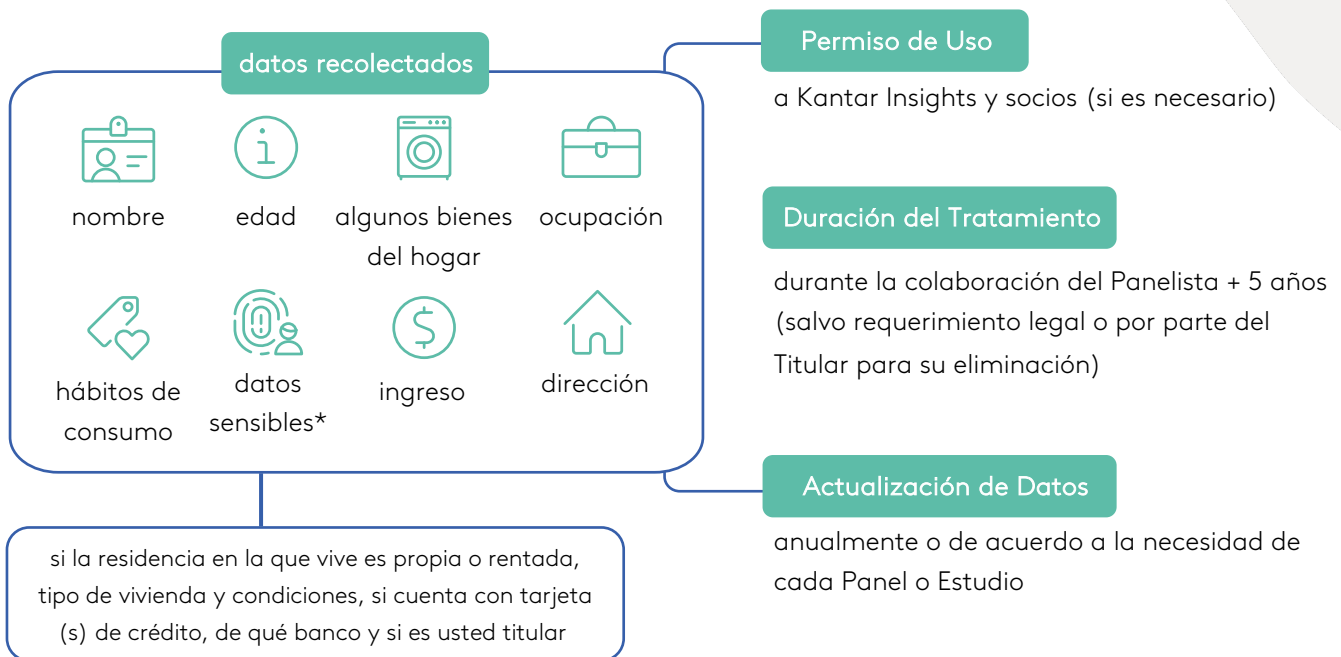 datos recolectados
nombre
edad
algunos bienes
del hogar
ocupación
hábitos de
consumo
datos
sensibles*
ingreso
dirección
si la residencia en la que vive es propia o rentada,
tipo de vivienda y condiciones, si cuenta con tarjeta
(s) de crédito, de qué banco y si es usted titular
Permiso de Uso
a Kantar Insights y socios (si es necesario)
Duración del Tratamiento
durante la colaboración del Panelista + 5 años
(salvo requerimiento legal o por parte del
Titular para su eliminación)
Actualización de Datos
anualmente o de acuerdo a la necesidad de
cada Panel o Estudio